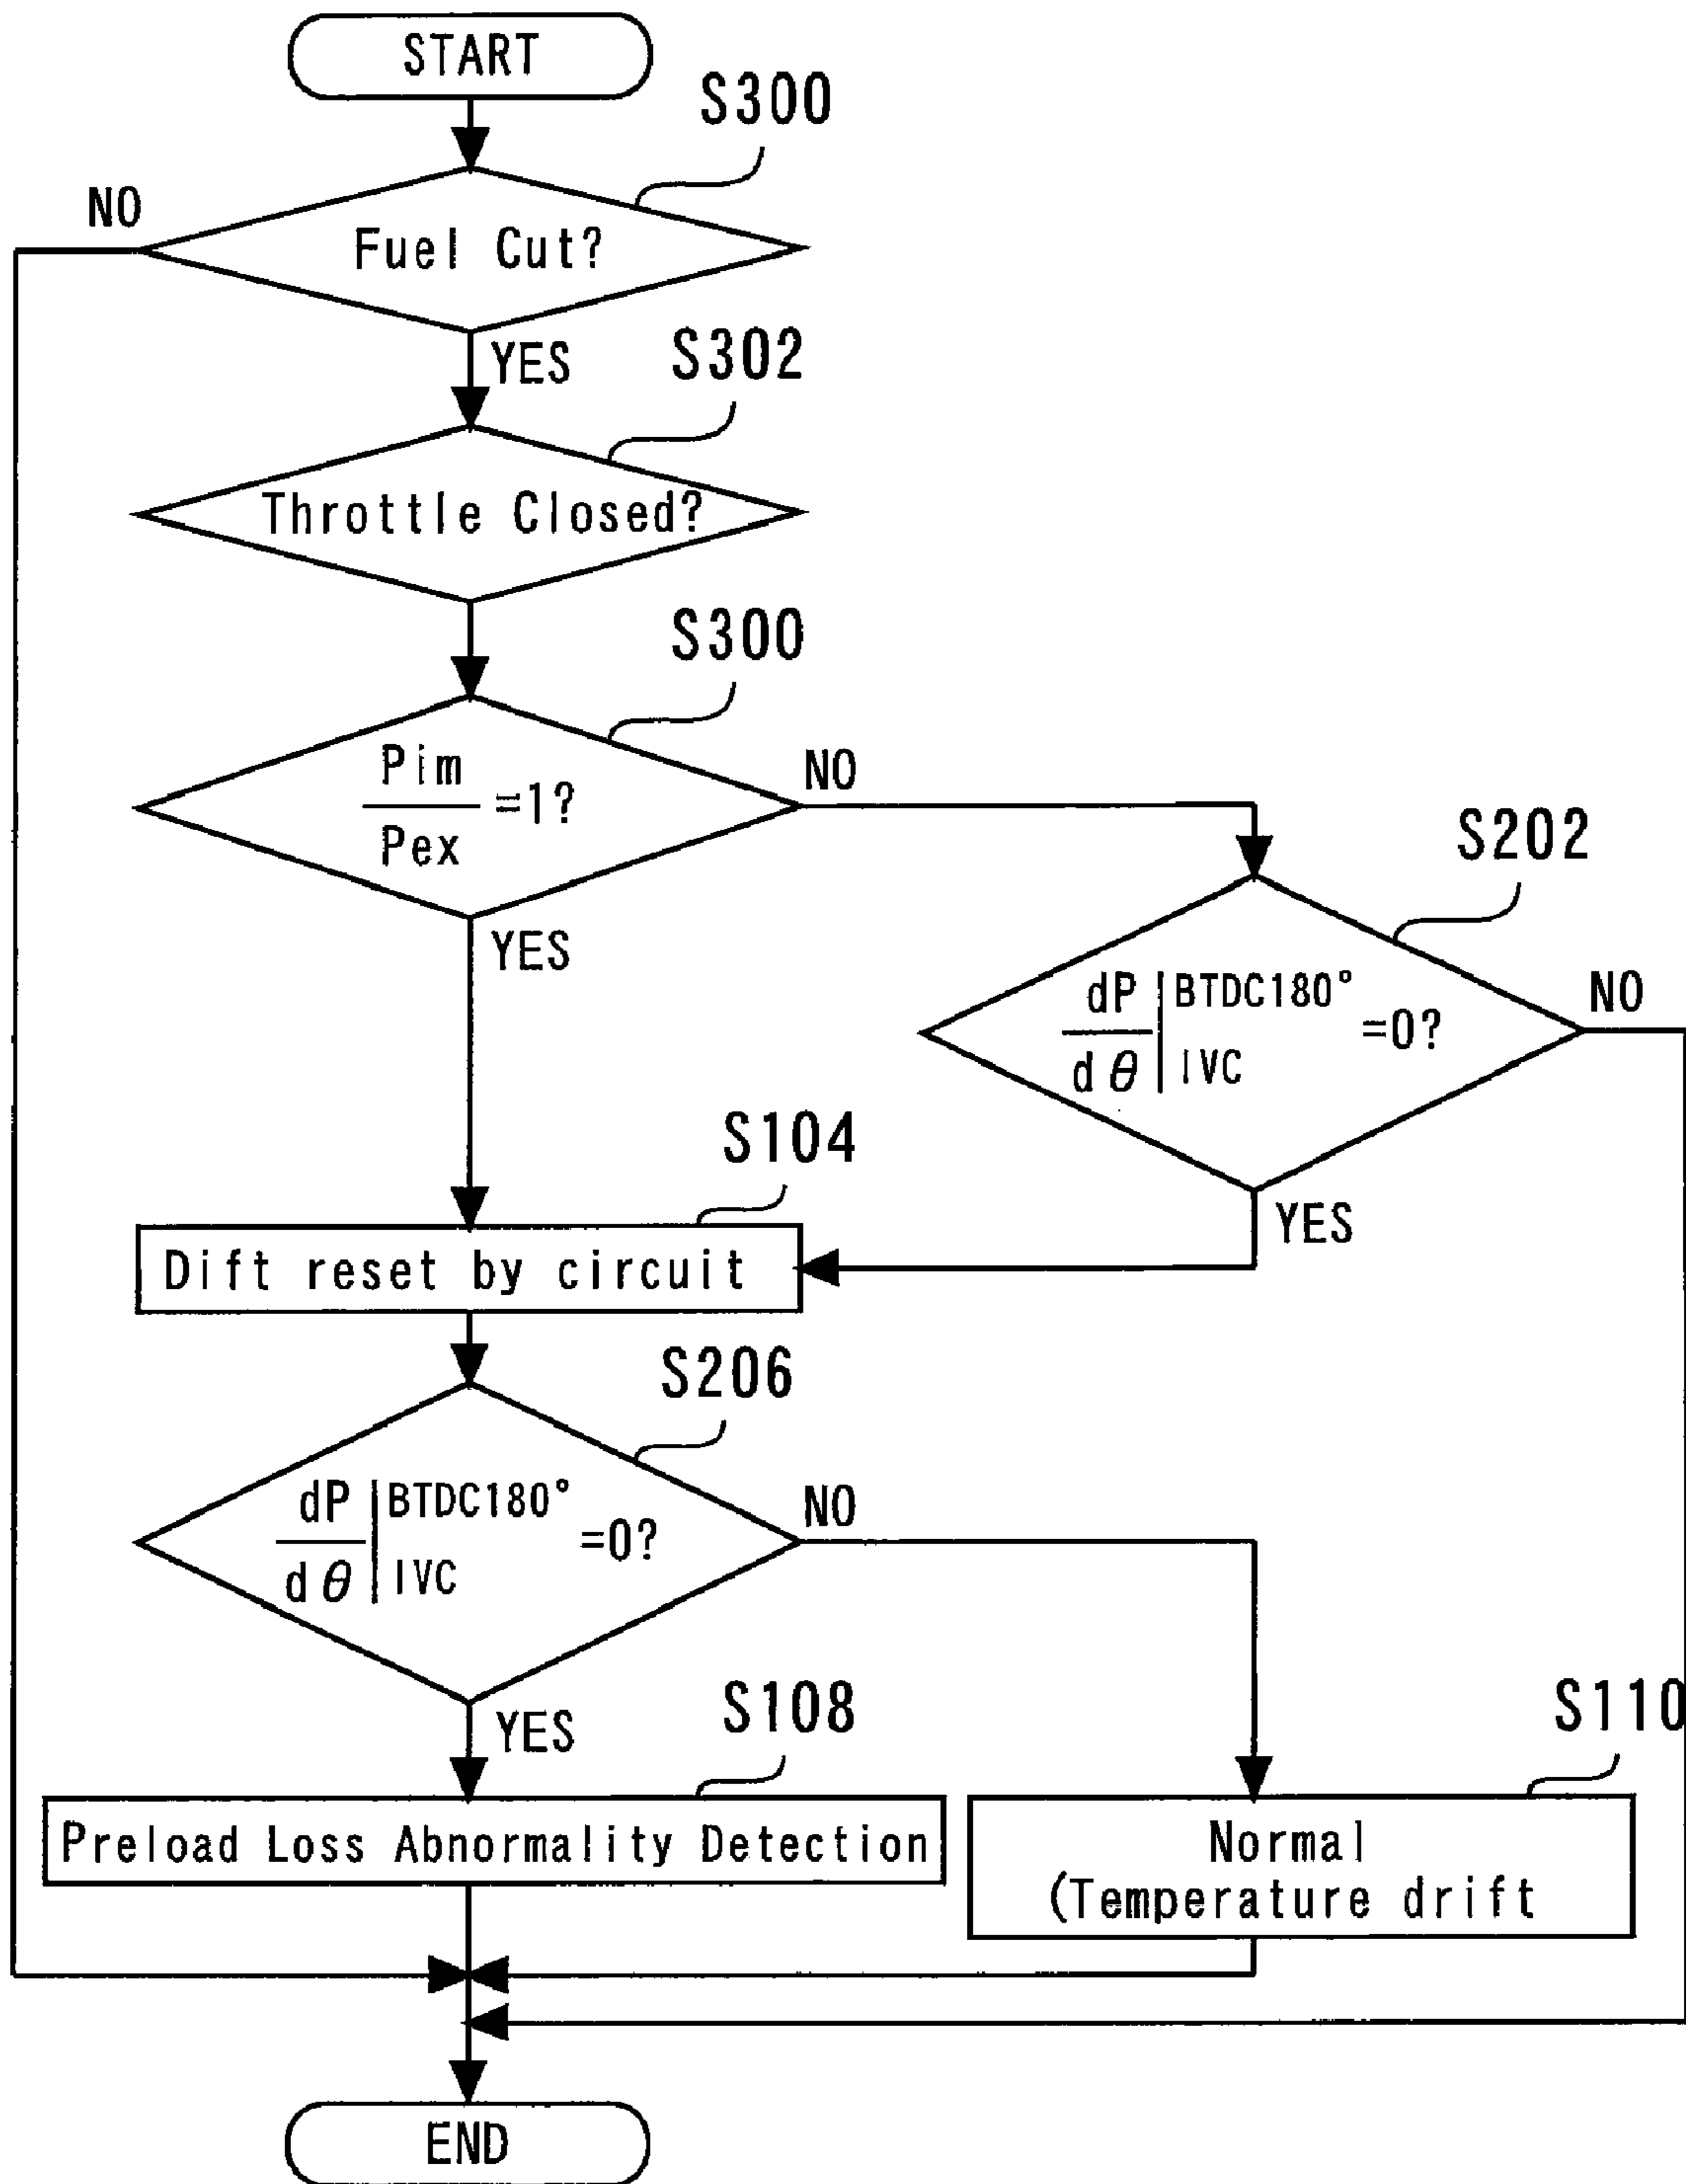 START
S300
NO
Fuel Cut?
YES
S302
Throttle Closed?
S300
Pim
=1?
Pex
NO
YES
S202
dP
BTDC180°
=0?
dθ
IVC
NO
YES
S104
Dift reset by circuit
S206
dP
BTDC180°
=0?
dθ
IVC
NO
YES
S108
Preload Loss Abnormality Detection
S110
Normal
(Temperature drift
END